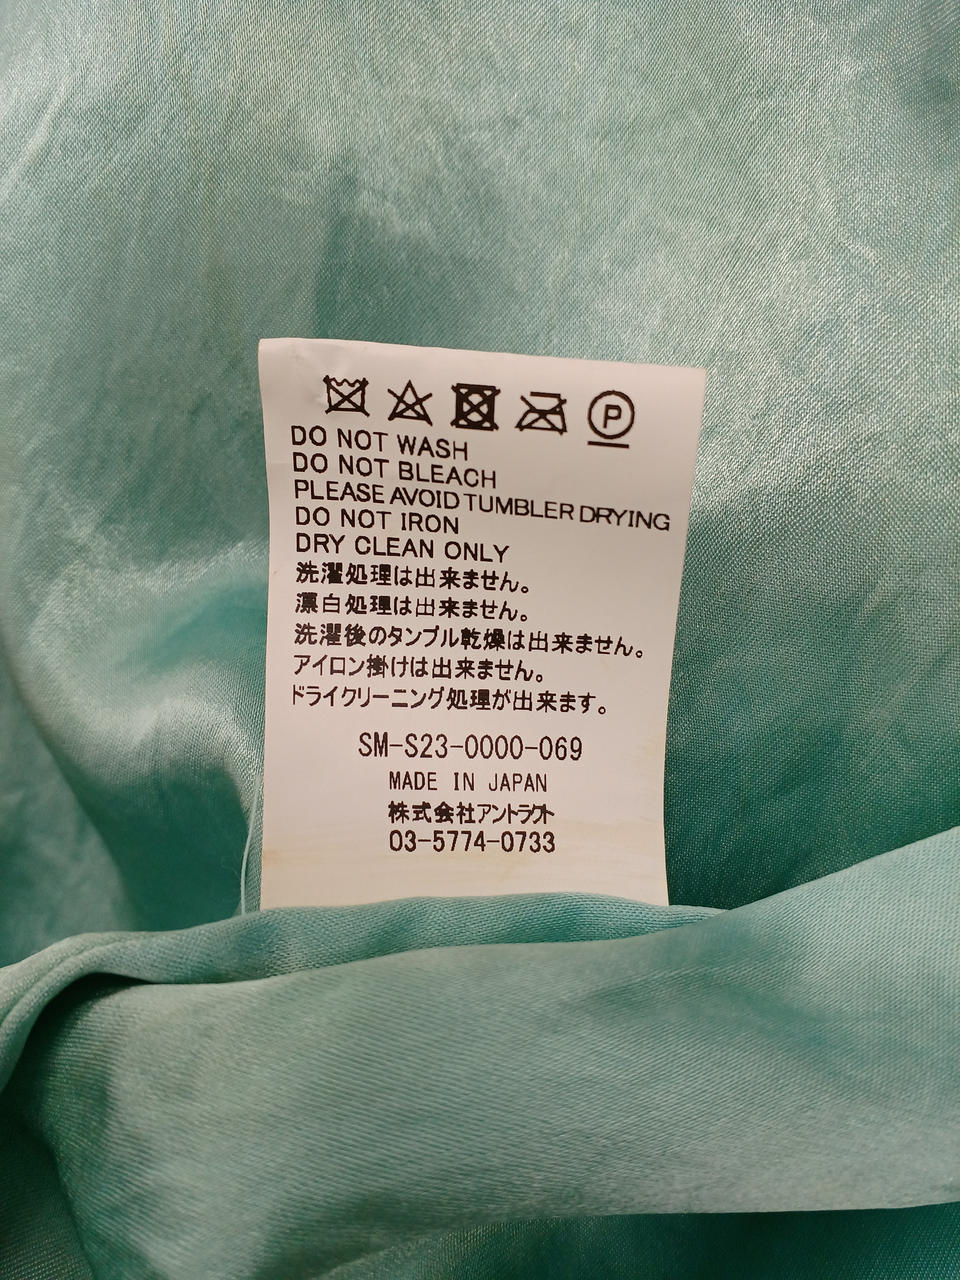 P
DO NOT WASH
DO NOT BLEACH
PLEASE AVOID TUMBLER DRYING
DO NOT IRON
DRY CLEAN ONLY
洗濯処理は出来ません。
漂白処理は出来ません。
洗濯後のタンブル乾燥は出来ません。
アイロン掛けは出来ません。
ドライクリーニング処理が出来ます。
SM-S23-0000-069
MADE IN JAPAN
株式会社アントラクト
03-5774-0733